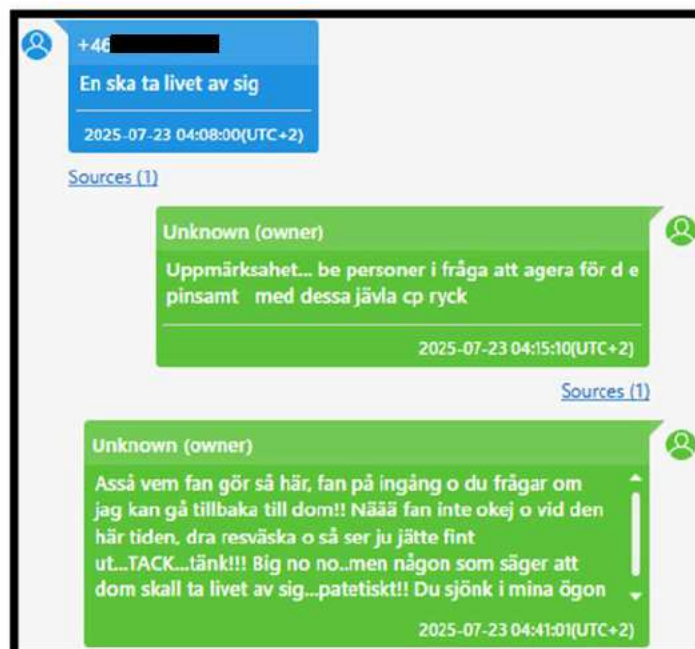 +46
En ska ta livet av sig
2025-07-23 04:08:00(UTC+2)
Sources (1)
Unknown (owner)
Uppmärksahet... be personer i fråga att agera för d e
pinsamt med dessa jävla cp ryck
2025-07-23 04:15:10(UTC+2)
Sources (1)
Unknown (owner)
Asså vem fan gör så här, fan på ingång o du frågar om
jag kan gå tillbaka till dom!! Näää fan inte okej o vid den
här tiden, dra resväska o så ser ju jätte fint
ut...TACK...tänk!!! Big no no..men någon som säger att
dom skall ta livet av sig...patetiskt!! Du sjönk i mina ögon
2025-07-23 04:41:01(UTC+2)